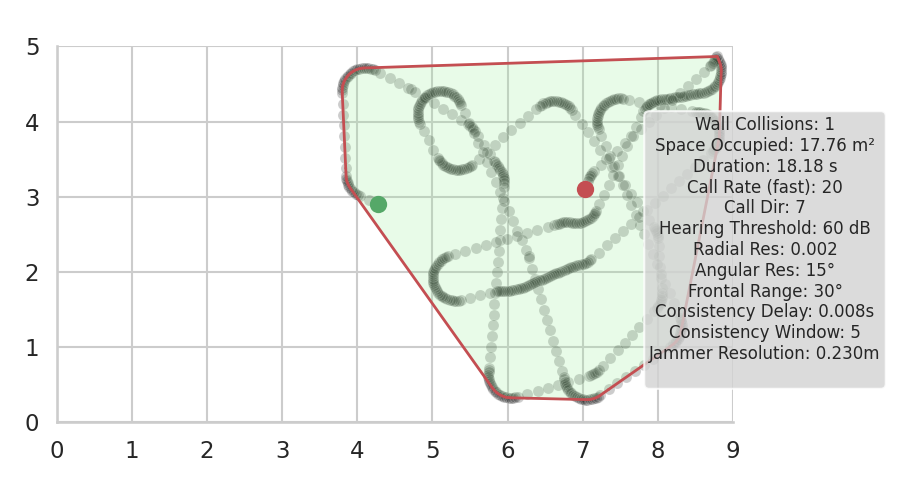 5
4
3
2
1
0
0 1 2 3 4 5 6 7 8 9
Wall Collisions: 1
Space Occupied: 17.76 m²
Duration: 18.18 s
Call Rate (fast): 20
Call Dir: 7
Hearing Threshold: 60 dB
Radial Res: 0.002
Angular Res: 15°
Frontal Range: 30°
Consistency Delay: 0.008s
Consistency Window: 5
Jammer Resolution: 0.230m